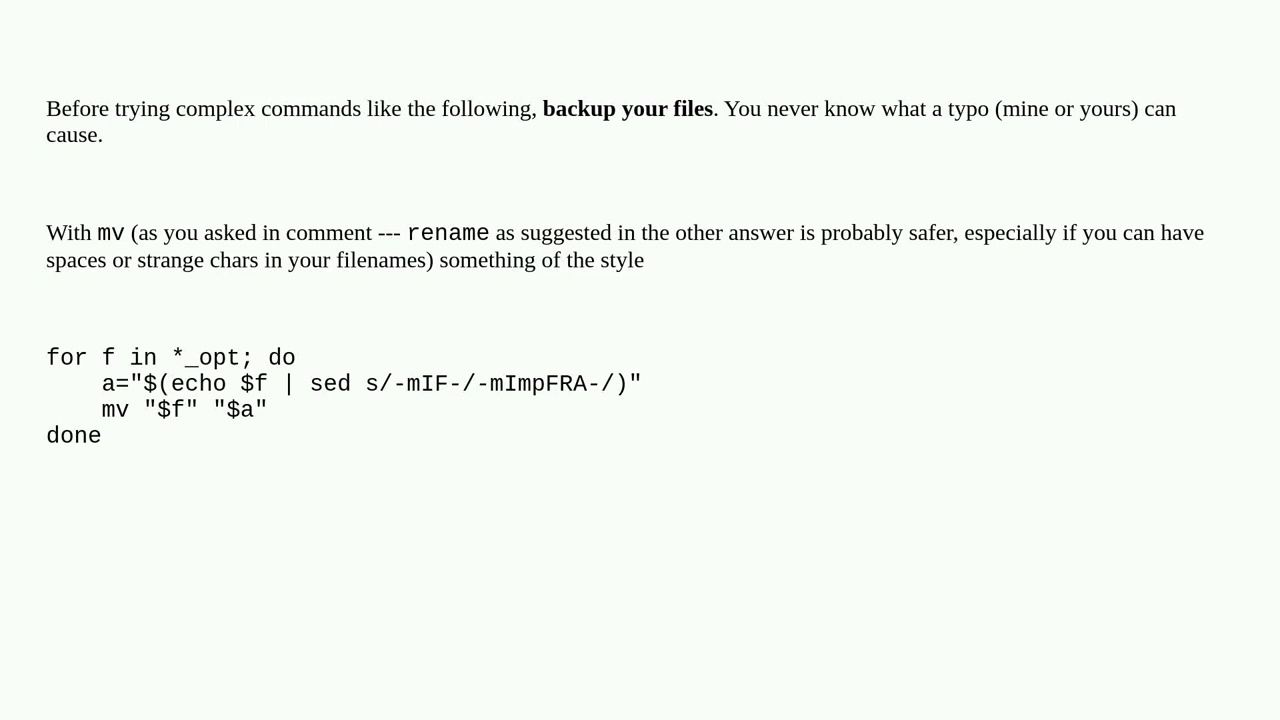 Before trying complex commands like the following, backup your files. You never know what a typo (mine or yours) can
cause.
With mv (as you asked in comment --- rename as suggested in the other answer is probably safer, especially if you can have
spaces or strange chars in your filenames) something of the style
for f in *_opt; do
    a="$(echo $f | sed s/-mIF-/-mImpFRA-/)"
    mv "$f" "$a"
done